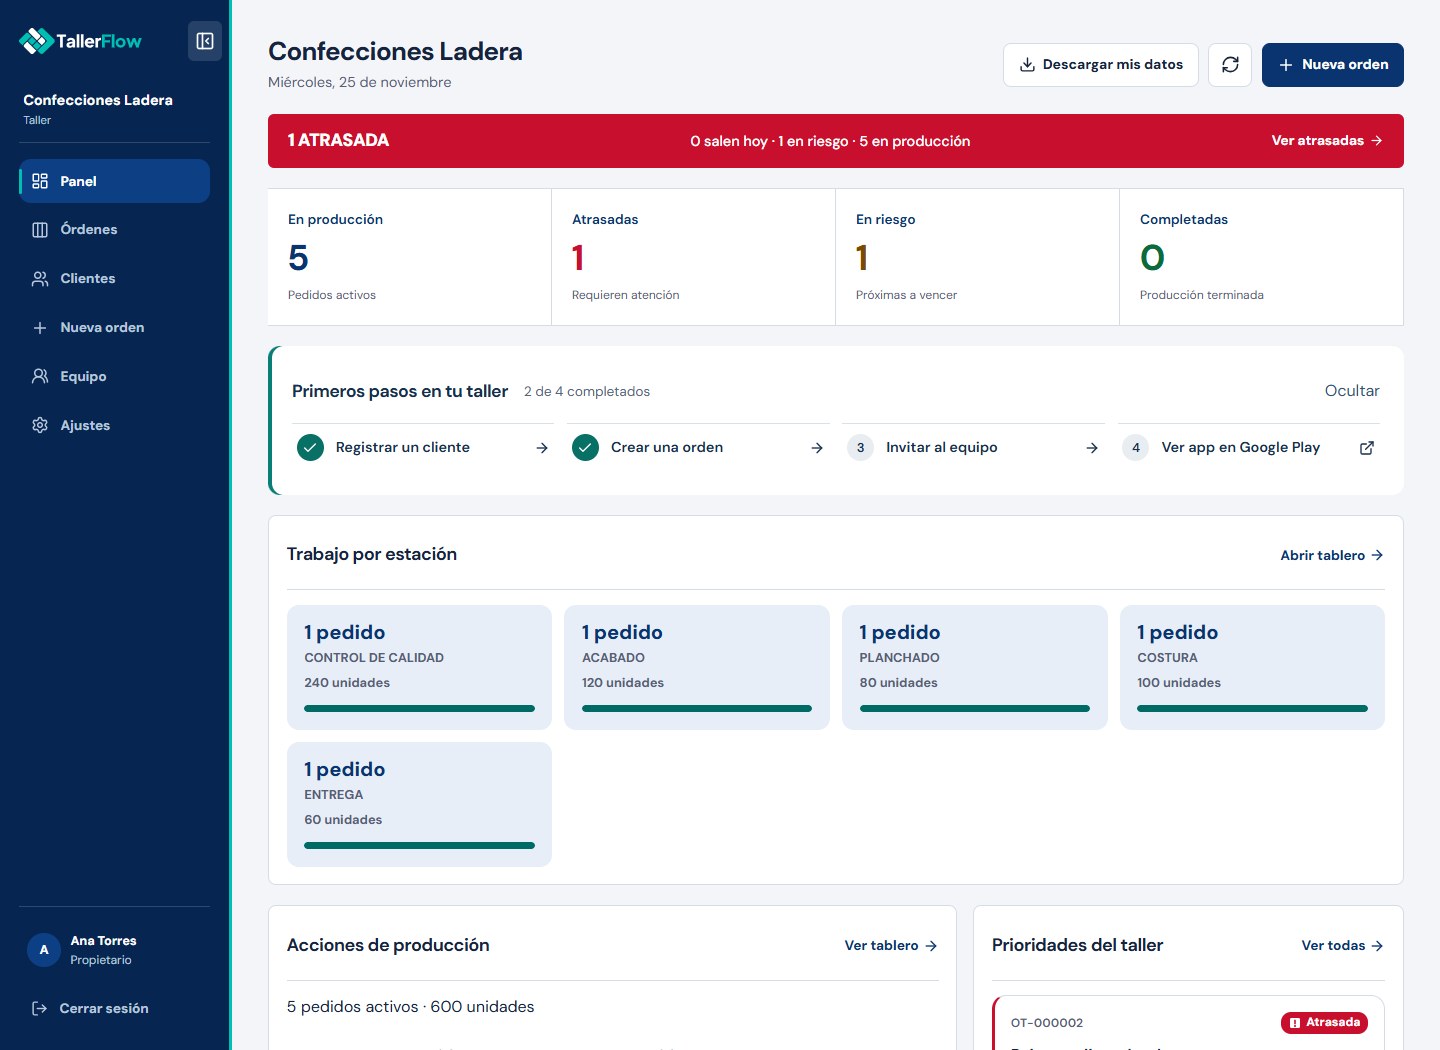 TallerFlow
Confecciones Ladera
Taller
Panel
Órdenes
Clientes
Nueva orden
Equipo
Ajustes
A
Ana Torres
Propietario
Cerrar sesión
Confecciones Ladera
Miércoles, 25 de noviembre
Descargar mis datos
Nueva orden
1 ATRASADA
0 salen hoy · 1 en riesgo · 5 en producción
Ver atrasadas →
En producción
5
Pedidos activos
Atrasadas
1
Requieren atención
En riesgo
1
Próximas a vencer
Completadas
0
Producción terminada
Primeros pasos en tu taller
2 de 4 completados
Ocultar
Registrar un cliente
Crear una orden
3 Invitar al equipo
4 Ver app en Google Play
Trabajo por estación
Abrir tablero →
1 pedido
CONTROL DE CALIDAD
240 unidades
1 pedido
ACABADO
120 unidades
1 pedido
PLANCHADO
80 unidades
1 pedido
COSTURA
100 unidades
1 pedido
ENTREGA
60 unidades
Acciones de producción
Ver tablero →
5 pedidos activos · 600 unidades
Prioridades del taller
Ver todas →
OT-000002
Atrasada